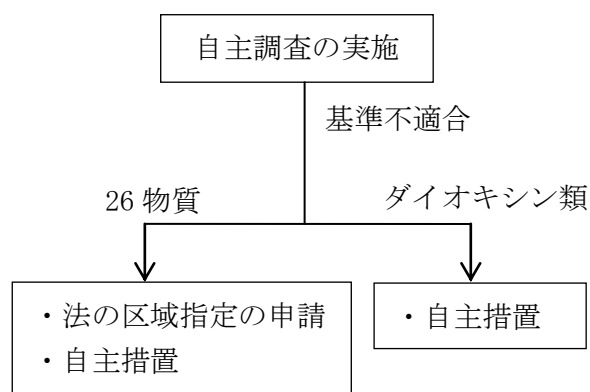 自主調査の実施
基準不適合
26 物質
ダイオキシン類
・法の区域指定の申請
・自主措置
・自主措置